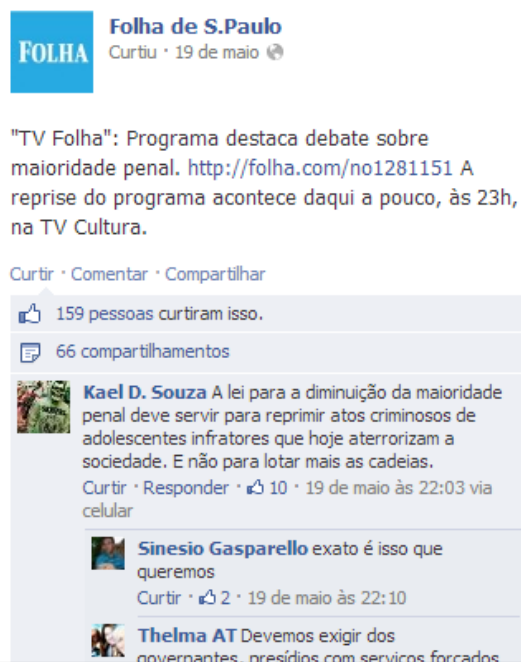 FOLHA
Folha de S.Paulo
Curtiu · 19 de maio
"TV Folha": Programa destaca debate sobre
maioridade penal. http://folha.com/no1281151 A
reprise do programa acontece daqui a pouco, às 23h,
na TV Cultura.
Curtir · Comentar · Compartilhar
159 pessoas curtiram isso.
66 compartilhamentos
Kael D. Souza A lei para a diminuição da maioridade
penal deve servir para reprimir atos criminosos de
adolescentes infratores que hoje aterrorizam a
sociedade. E não para lotar mais as cadeias.
Curtir · Responder · 10 · 19 de maio às 22:03 via
celular
Sinesio Gasparello exato é isso que
queremos
Curtir · 2 · 19 de maio às 22:10
Thelma AT Devemos exigir dos
governantes, presídios com serviços forçados